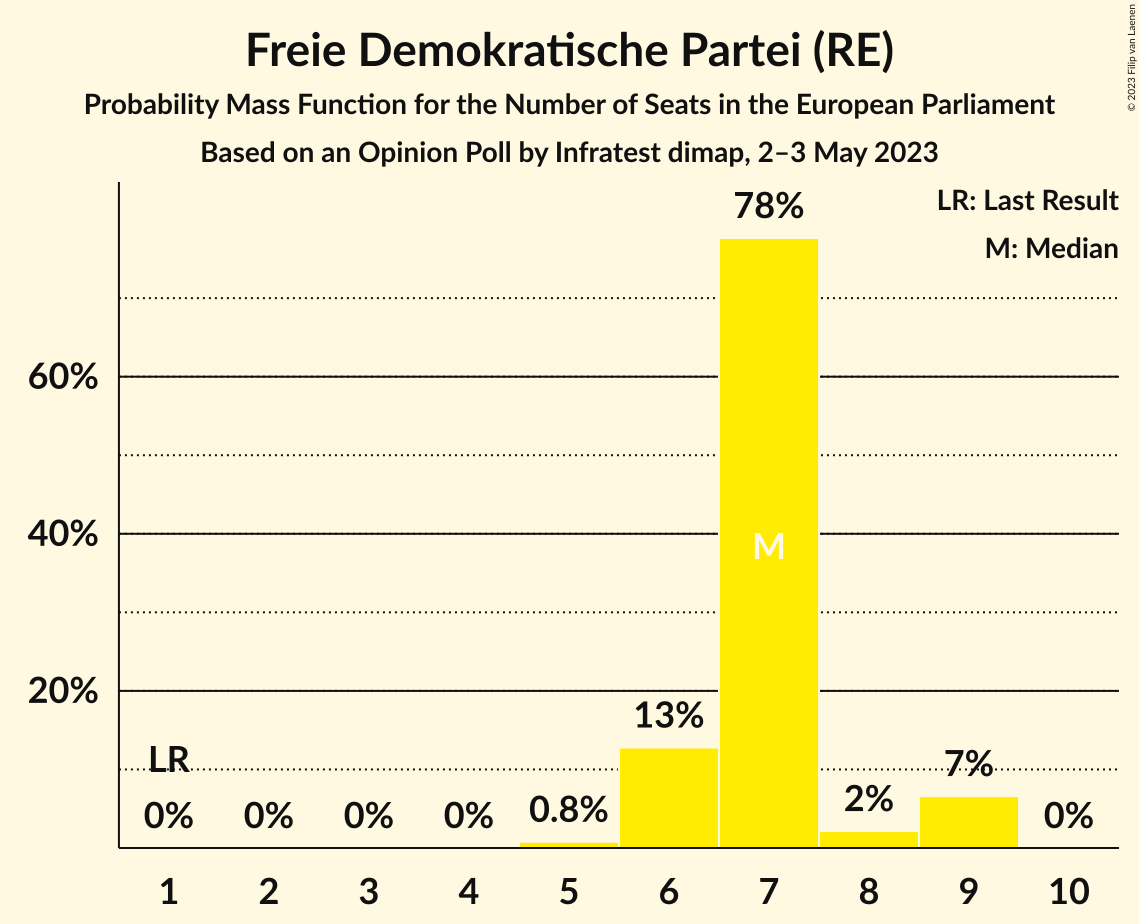 Freie Demokratische Partei (RE)
Probability Mass Function for the Number of Seats in the European Parliament
Based on an Opinion Poll by Infratest dimap, 2–3 May 2023
© 2023 Filip van Laenen
LR: Last Result
M: Median
78%
60%
40%
M
20%
13%
LR
7%
0% 0% 0% 0% 0.8% 2% 0%
1 2 3 4 5 6 7 8 9 10